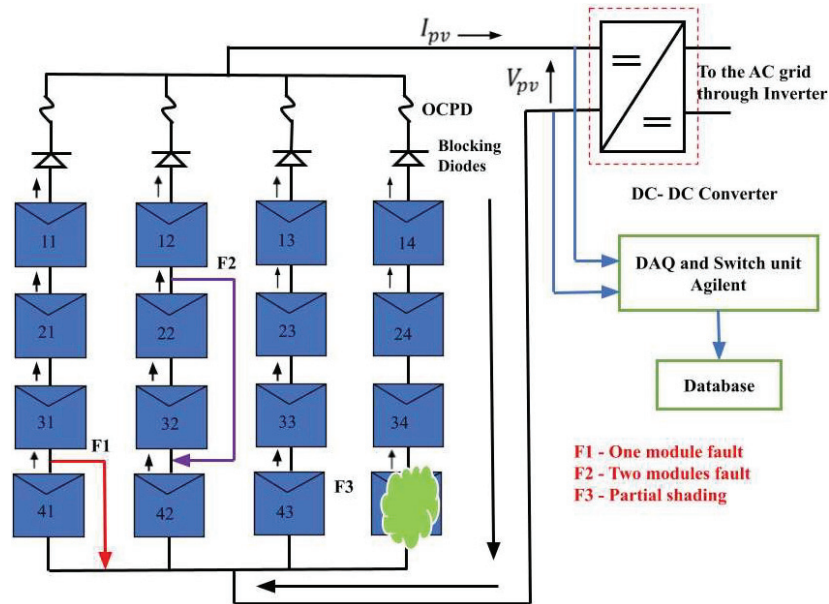 I_pv
V_pv
To the AC grid
through Inverter
OCPD
Blocking
Diodes
DC- DC Converter
11
12
13
14
F2
DAQ and Switch unit
Agilent
21
22
23
24
Database
31
32
33
34
F1
F1 - One module fault
F2 - Two modules fault
F3 - Partial shading
F3
41
42
43